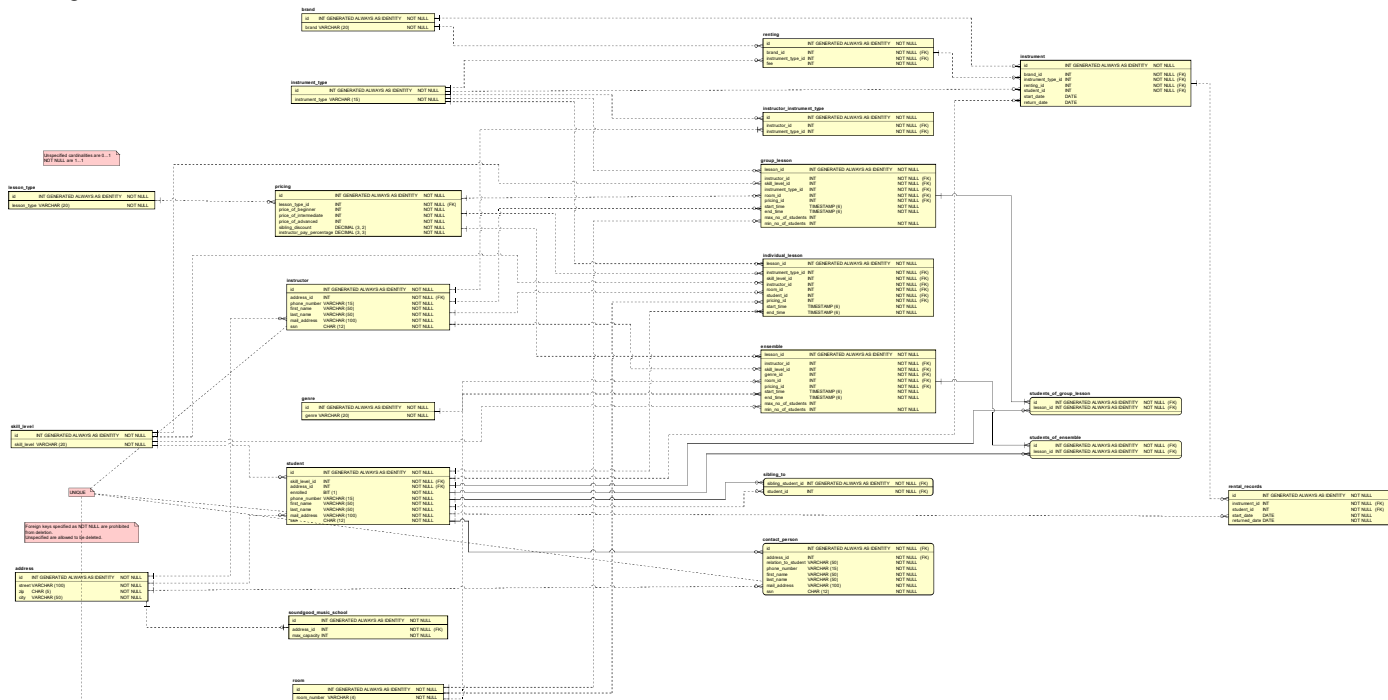 brand
id INT GENERATED ALWAYS AS IDENTITY NOT NULL
brand VARCHAR (20) NOT NULL
renting
id INT GENERATED ALWAYS AS IDENTITY NOT NULL
brand_id INT NOT NULL (FK)
instrument_type_id INT NOT NULL (FK)
fee INT NOT NULL
instrument
id INT GENERATED ALWAYS AS IDENTITY NOT NULL
brand_id INT NOT NULL (FK)
instrument_type_id INT NOT NULL (FK)
renting_id INT NOT NULL (FK)
student_id INT NOT NULL (FK)
start_date DATE
return_date DATE
instrument_type
id INT GENERATED ALWAYS AS IDENTITY NOT NULL
instrument_type VARCHAR (15) NOT NULL
instructor_instrument_type
id INT GENERATED ALWAYS AS IDENTITY NOT NULL
instructor_id INT NOT NULL (FK)
instrument_type_id INT NOT NULL (FK)
Unspecified cardinalities are 0...1
NOT NULL are 1...1
lesson_type
id INT GENERATED ALWAYS AS IDENTITY NOT NULL
lesson_type VARCHAR (20) NOT NULL
pricing
id INT GENERATED ALWAYS AS IDENTITY NOT NULL
lesson_type_id INT NOT NULL (FK)
price_of_beginner INT NOT NULL
price_of_intermediate INT NOT NULL
price_of_advanced INT NOT NULL
sibling_discount DECIMAL (3, 2) NOT NULL
instructor_pay_percentage DECIMAL (3, 2) NOT NULL
group_lesson
lesson_id INT GENERATED ALWAYS AS IDENTITY NOT NULL
instructor_id INT NOT NULL (FK)
skill_level_id INT NOT NULL (FK)
instrument_type_id INT NOT NULL (FK)
room_id INT NOT NULL (FK)
pricing_id INT NOT NULL (FK)
start_time TIMESTAMP (6) NOT NULL
end_time TIMESTAMP (6) NOT NULL
max_no_of_students INT
min_no_of_students INT NOT NULL
individual_lesson
lesson_id INT GENERATED ALWAYS AS IDENTITY NOT NULL
instrument_type_id INT NOT NULL (FK)
skill_level_id INT NOT NULL (FK)
instructor_id INT NOT NULL (FK)
room_id INT NOT NULL (FK)
student_id INT NOT NULL (FK)
pricing_id INT NOT NULL (FK)
start_time TIMESTAMP (6) NOT NULL
end_time TIMESTAMP (6) NOT NULL
instructor
id INT GENERATED ALWAYS AS IDENTITY NOT NULL
address_id INT NOT NULL (FK)
phone_number VARCHAR (15) NOT NULL
first_name VARCHAR (50) NOT NULL
last_name VARCHAR (50) NOT NULL
mail_address VARCHAR (100) NOT NULL
ssn CHAR (12) NOT NULL
ensemble
lesson_id INT GENERATED ALWAYS AS IDENTITY NOT NULL
instructor_id INT NOT NULL (FK)
skill_level_id INT NOT NULL (FK)
genre_id INT NOT NULL (FK)
room_id INT NOT NULL (FK)
pricing_id INT NOT NULL (FK)
start_time TIMESTAMP (6) NOT NULL
end_time TIMESTAMP (6) NOT NULL
max_no_of_students INT
min_no_of_students INT NOT NULL
genre
id INT GENERATED ALWAYS AS IDENTITY NOT NULL
genre VARCHAR (20) NOT NULL
students_of_group_lesson
id INT GENERATED ALWAYS AS IDENTITY NOT NULL (FK)
lesson_id INT GENERATED ALWAYS AS IDENTITY NOT NULL (FK)
skill_level
id INT GENERATED ALWAYS AS IDENTITY NOT NULL
skill_level VARCHAR (20) NOT NULL
students_of_ensemble
id INT GENERATED ALWAYS AS IDENTITY NOT NULL (FK)
lesson_id INT GENERATED ALWAYS AS IDENTITY NOT NULL (FK)
student
id INT GENERATED ALWAYS AS IDENTITY NOT NULL
skill_level_id INT NOT NULL (FK)
address_id INT NOT NULL (FK)
enrolled BIT (1) NOT NULL
phone_number VARCHAR (15) NOT NULL
first_name VARCHAR (50) NOT NULL
last_name VARCHAR (50) NOT NULL
mail_address VARCHAR (100) NOT NULL
ssn CHAR (12) NOT NULL
sibling_to
sibling_student_id INT GENERATED ALWAYS AS IDENTITY NOT NULL (FK)
student_id INT NOT NULL (FK)
UNIQUE
rental_records
id INT GENERATED ALWAYS AS IDENTITY NOT NULL
instrument_id INT NOT NULL (FK)
student_id INT NOT NULL (FK)
start_date DATE NOT NULL
returned_date DATE NOT NULL
Foreign keys specified as NOT NULL are prohibited
from deletion.
Unspecified are allowed to be deleted.
contact_person
id INT GENERATED ALWAYS AS IDENTITY NOT NULL (FK)
address_id INT NOT NULL (FK)
relation_to_student VARCHAR (50) NOT NULL
phone_number VARCHAR (15) NOT NULL
first_name VARCHAR (50) NOT NULL
last_name VARCHAR (50) NOT NULL
mail_address VARCHAR (100) NOT NULL
ssn CHAR (12) NOT NULL
address
id INT GENERATED ALWAYS AS IDENTITY NOT NULL
street VARCHAR (100) NOT NULL
zip CHAR (5) NOT NULL
city VARCHAR (50) NOT NULL
soundgood_music_school
id INT GENERATED ALWAYS AS IDENTITY NOT NULL
address_id INT NOT NULL (FK)
max_capacity INT NOT NULL
room
id INT GENERATED ALWAYS AS IDENTITY NOT NULL
room_number VARCHAR (4) NOT NULL